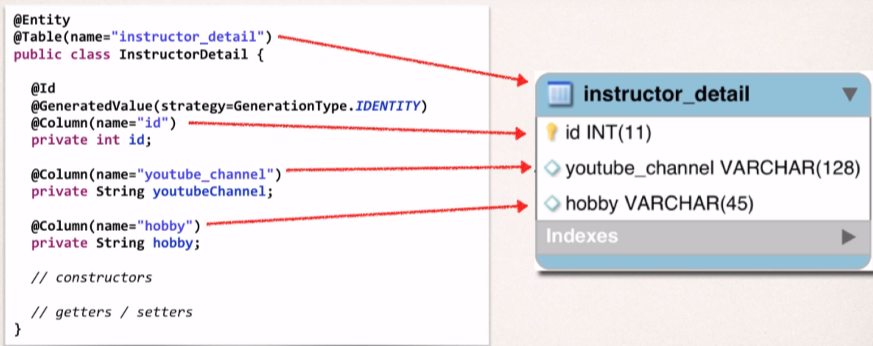 @Entity
@Table(name="instructor_detail")
public class InstructorDetail {
@Id
@GeneratedValue(strategy=GenerationType.IDENTITY)
@Column(name="id")
private int id;
@Column(name="youtube_channel")
private String youtubeChannel;
@Column(name="hobby")
private String hobby;
// constructors
// getters / setters
}
instructor_detail
id INT(11)
youtube_channel VARCHAR(128)
hobby VARCHAR(45)
Indexes